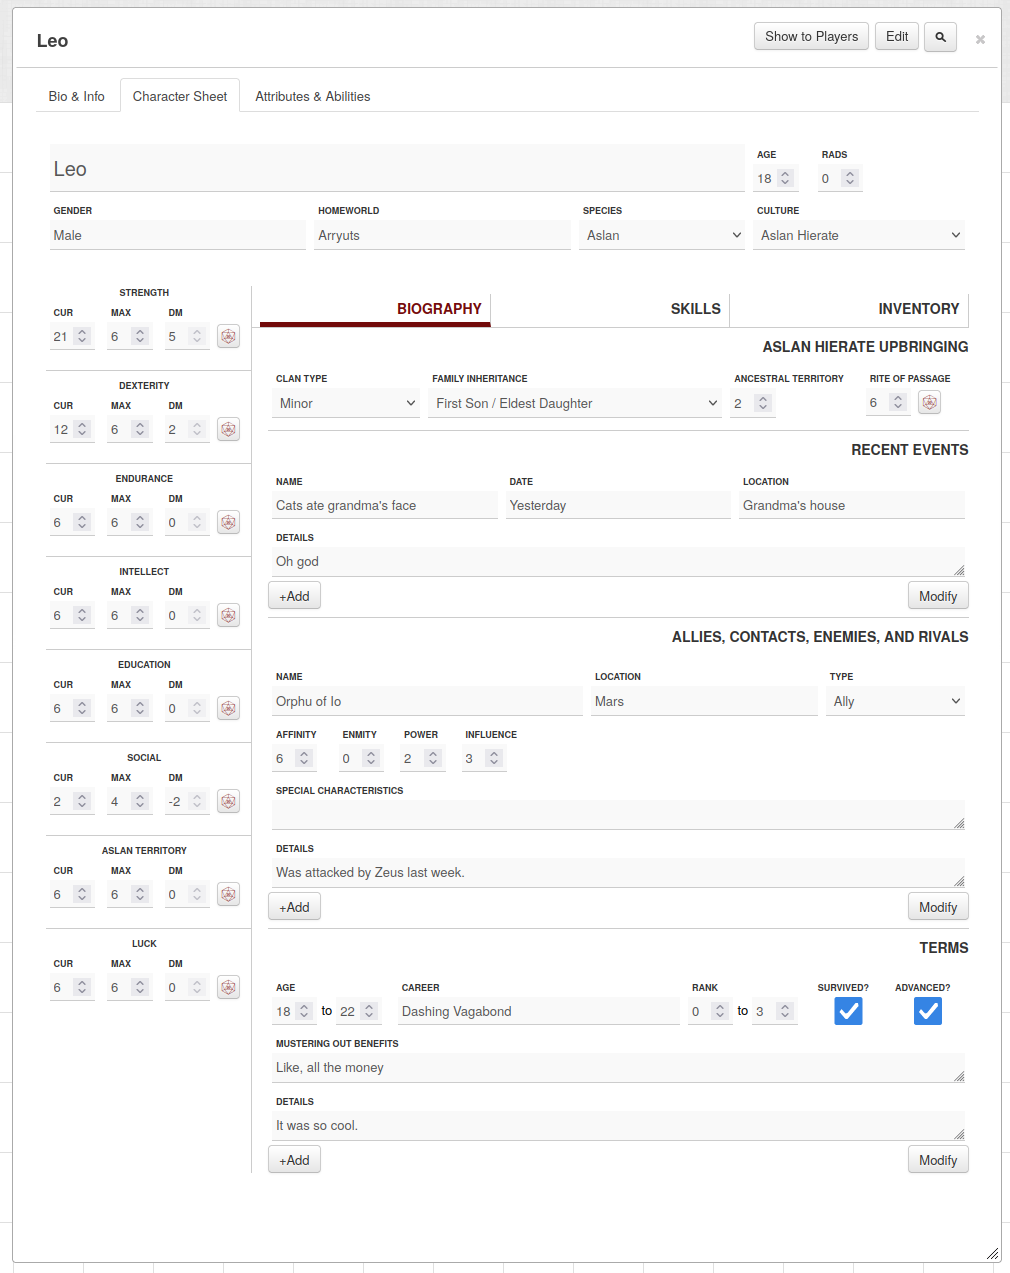 Leo
Show to Players
Edit
Bio & Info
Character Sheet
Attributes & Abilities
Leo
AGE
18
RADS
0
GENDER
Male
HOMEWORLD
Arryuts
SPECIES
Aslan
CULTURE
Aslan Hierate
STRENGTH
CUR MAX DM
21 6 5
DEXTERITY
CUR MAX DM
12 6 2
ENDURANCE
CUR MAX DM
6 6 0
INTELLECT
CUR MAX DM
6 6 0
EDUCATION
CUR MAX DM
6 6 0
SOCIAL
CUR MAX DM
2 4 -2
ASLAN TERRITORY
CUR MAX DM
6 6 0
LUCK
CUR MAX DM
6 6 0
BIOGRAPHY
SKILLS
INVENTORY
ASLAN HIERATE UPBRINGING
CLAN TYPE FAMILY INHERITANCE ANCESTRAL TERRITORY RITE OF PASSAGE
Minor First Son / Eldest Daughter 2 6
RECENT EVENTS
NAME DATE LOCATION
Cats ate grandma's face Yesterday Grandma's house
DETAILS
Oh god
+Add Modify
ALLIES, CONTACTS, ENEMIES, AND RIVALS
NAME LOCATION TYPE
Orphu of Io Mars Ally
AFFINITY ENMITY POWER INFLUENCE
6 0 2 3
SPECIAL CHARACTERISTICS
DETAILS
Was attacked by Zeus last week.
+Add Modify
TERMS
AGE CAREER RANK SURVIVED? ADVANCED?
18 to 22 Dashing Vagabond 0 to 3
MUSTERING OUT BENEFITS
Like, all the money
DETAILS
It was so cool.
+Add Modify